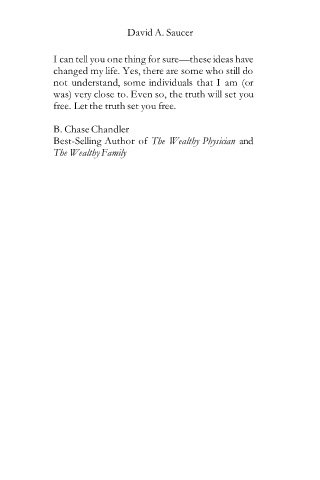 David A. Saucer
I can tell you one thing for sure—these ideas have
changed my life. Yes, there are some who still do
not understand, some individuals that I am (or
was) very close to. Even so, the truth will set you
free. Let the truth set you free.
B. Chase Chandler
Best-Selling Author of The Wealthy Physician and
The Wealthy Family